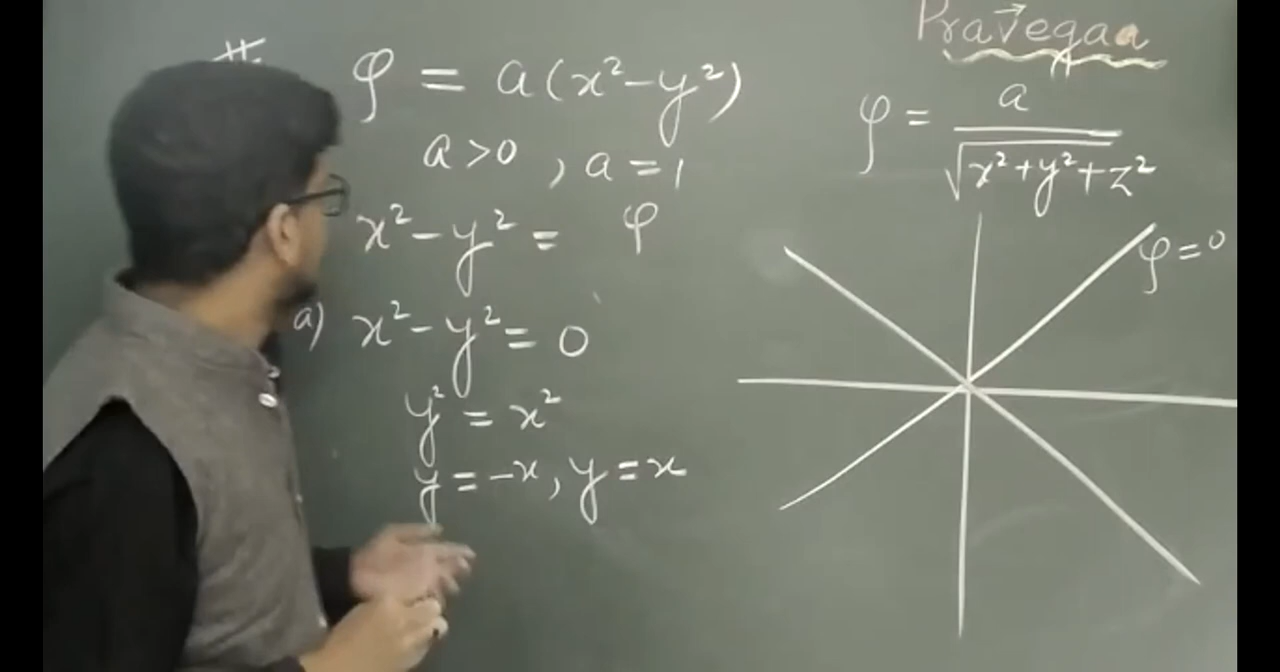 #
φ = a(x²-y²)
a>0 , a=1
x²-y² = φ
a) x²-y² = 0
y² = x²
y=-x, y=x
Pravegaa
φ = a/√x²+y²+z²
φ=0